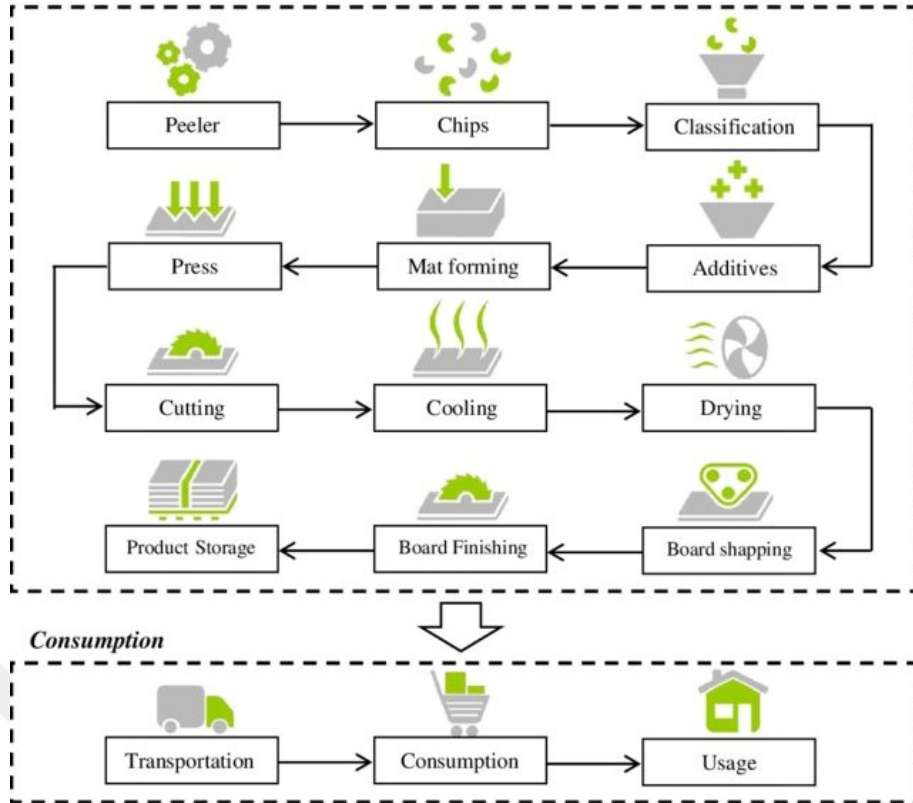 Peeler
Chips
Classification
Press
Mat forming
Additives
Cutting
Cooling
Drying
Product Storage
Board Finishing
Board shapping
Consumption
Transportation
Consumption
Usage